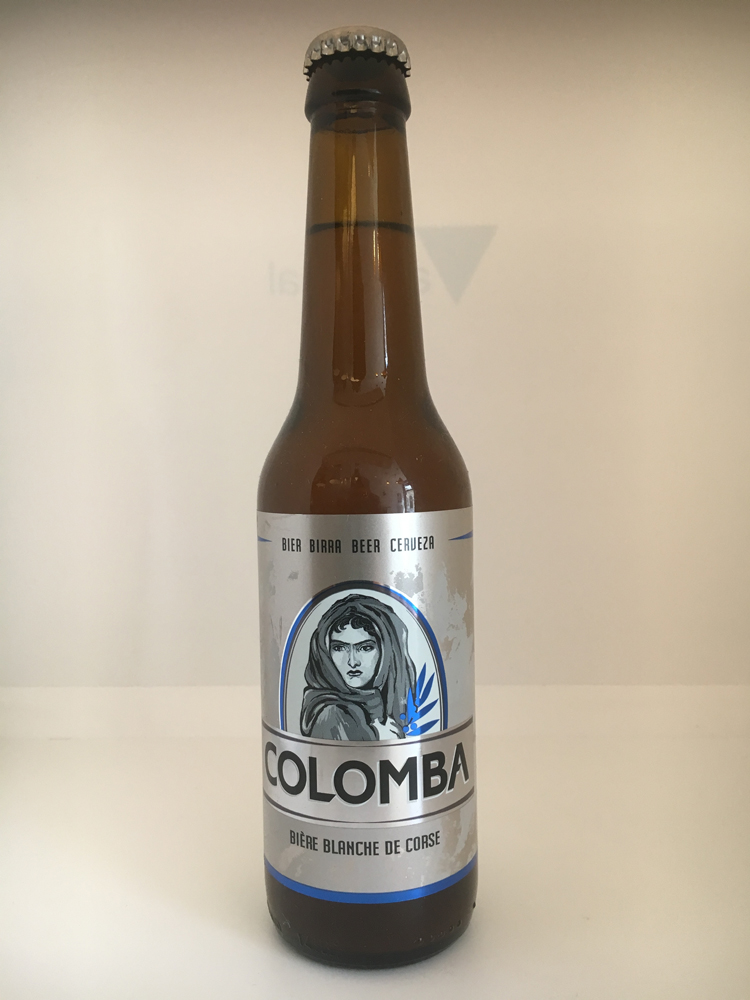 BIER BIRRA BEER CERVEZA
COLOMBA
BIÈRE BLANCHE DE CORSE